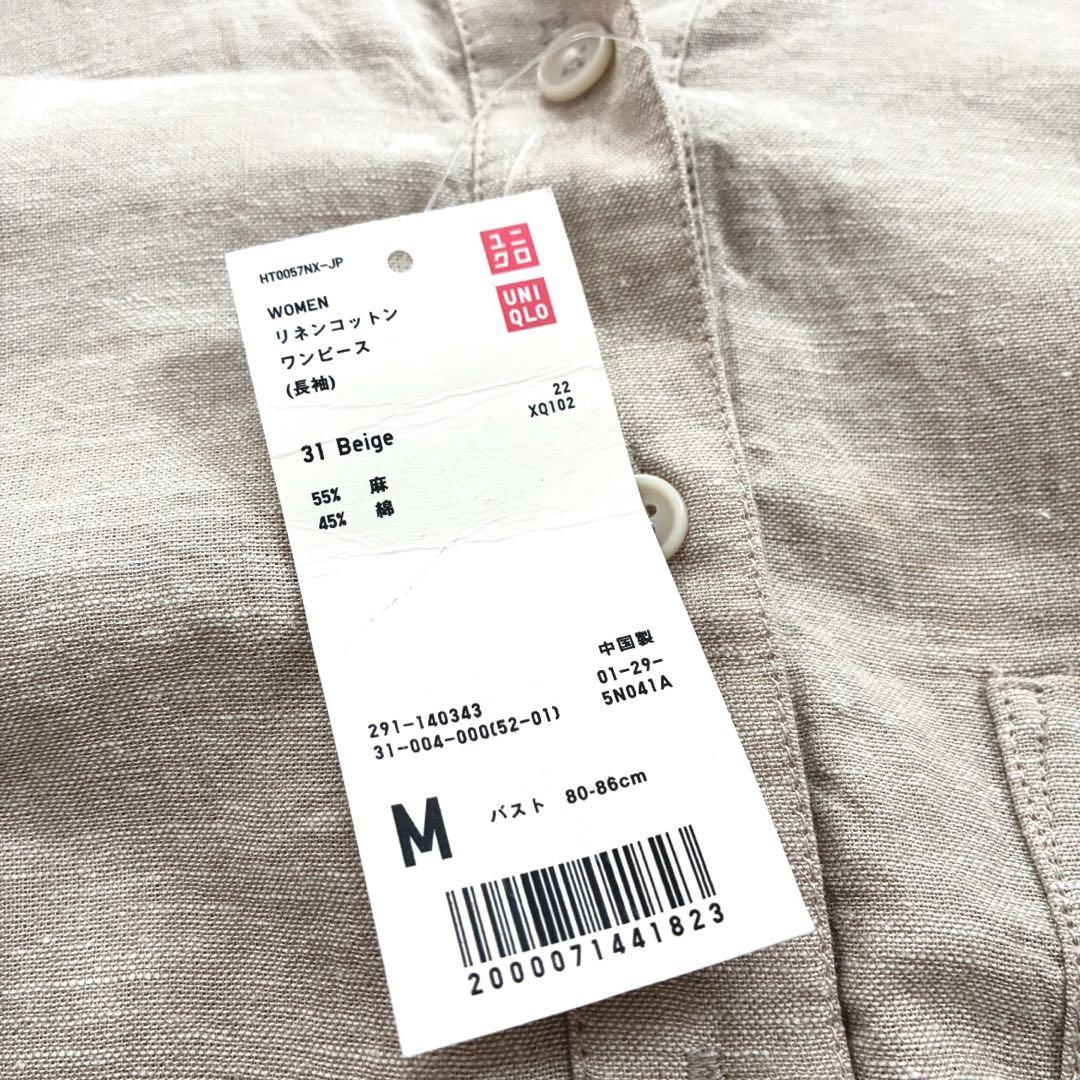 HT0057NX-JP
ユニ
クロ
UNI
QLO
WOMEN
リネンコットン
ワンピース
(長袖)
22
XQ102
31 Beige
55% 麻
45% 綿
中国製
01-29-
5N041A
291-140343
31-004-000(52-01)
M
バスト 80-86cm
2000071441823